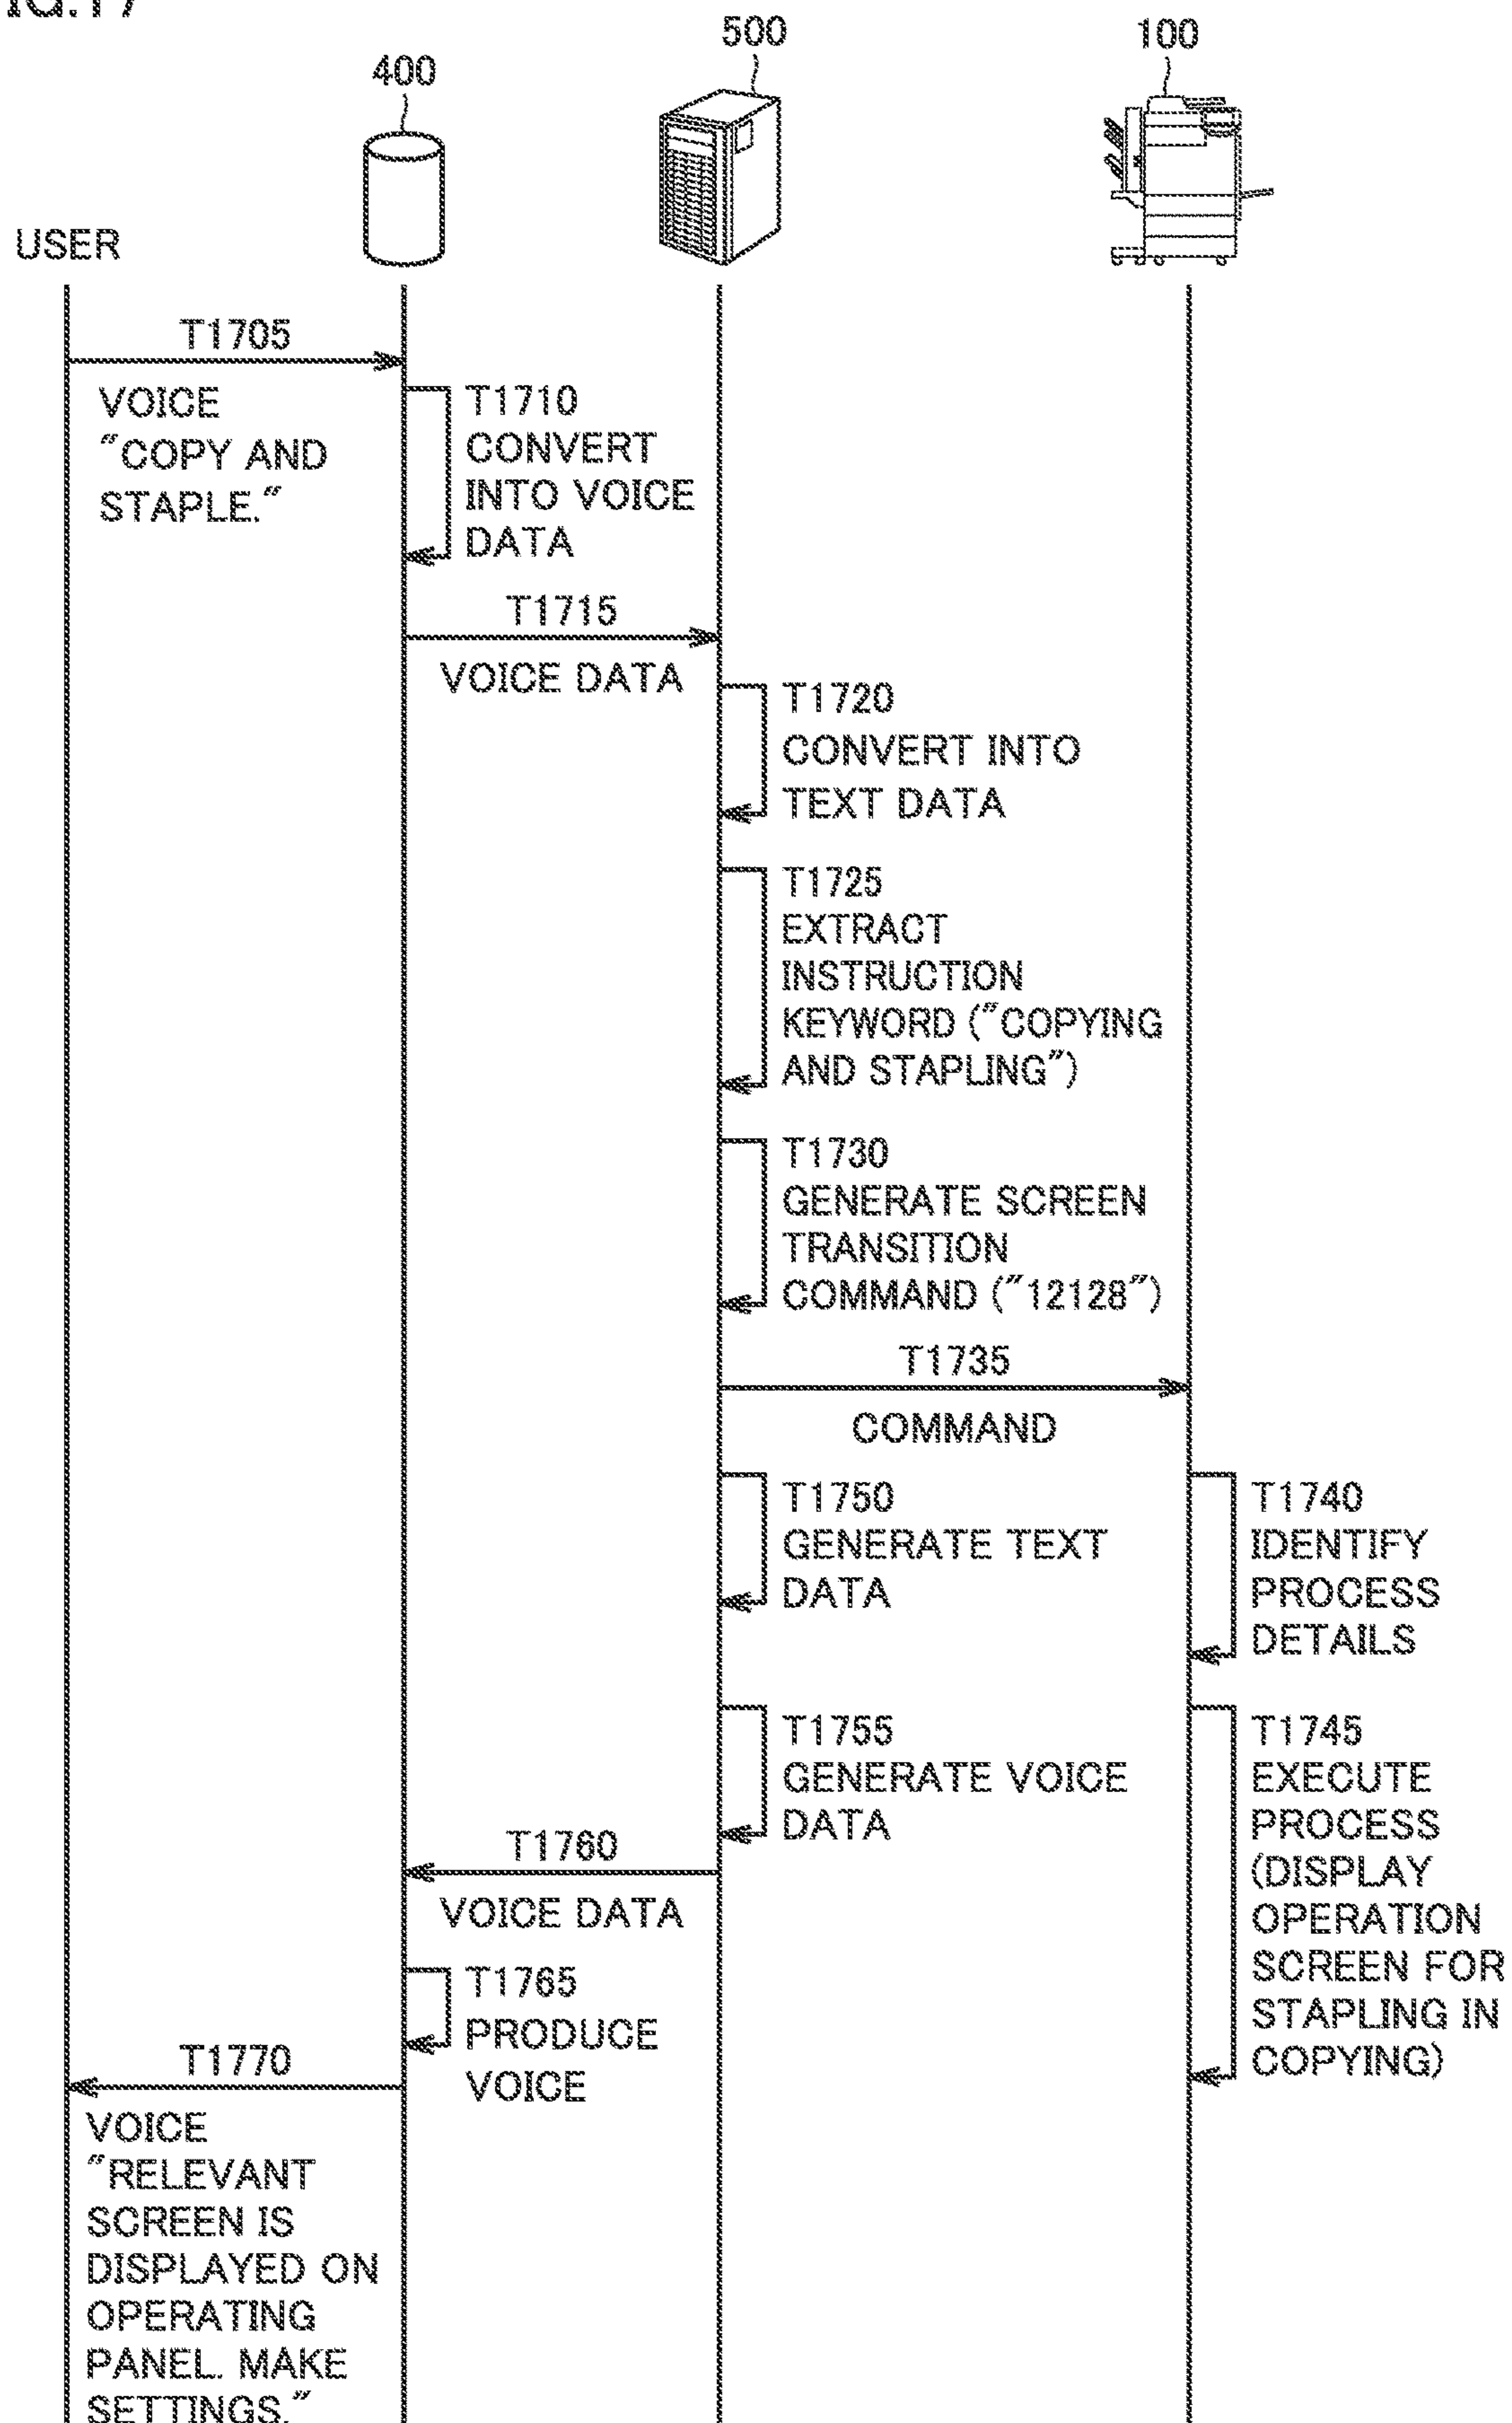 FIG.17
500
100
400
USER
T1705
VOICE
"COPY AND
STAPLE."
T1710
CONVERT
INTO VOICE
DATA
T1715
VOICE DATA
T1720
CONVERT INTO
TEXT DATA
T1725
EXTRACT
INSTRUCTION
KEYWORD ("COPYING
AND STAPLING")
T1730
GENERATE SCREEN
TRANSITION
COMMAND ("12128")
T1735
COMMAND
T1750
GENERATE TEXT
DATA
T1740
IDENTIFY
PROCESS
DETAILS
T1755
GENERATE VOICE
DATA
T1745
EXECUTE
PROCESS
(DISPLAY
OPERATION
SCREEN FOR
STAPLING IN
COPYING)
T1760
VOICE DATA
T1765
PRODUCE
VOICE
T1770
VOICE
"RELEVANT
SCREEN IS
DISPLAYED ON
OPERATING
PANEL. MAKE
SETTINGS."